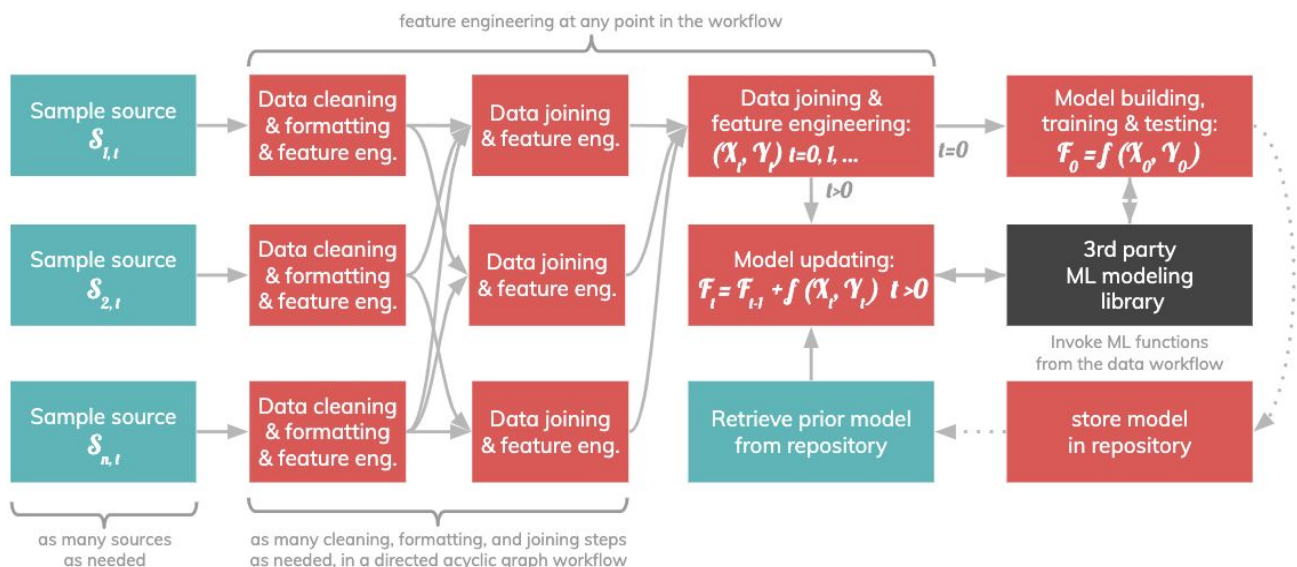 feature engineering at any point in the workflow
Sample source
S₁,ₜ
Data cleaning
& formatting
& feature eng.
Data joining
& feature eng.
Data joining &
feature engineering:
(Xₜ, Yₜ) t=0, 1, ...
t=0
Model building,
training & testing:
F₀ = f (X₀, Y₀)
t>0
Sample source
S₂,ₜ
Data cleaning
& formatting
& feature eng.
Data joining
& feature eng.
Model updating:
Fₜ = Fₜ₋₁ + f (Xₜ, Yₜ) t >0
3rd party
ML modeling
library
Invoke ML functions
from the data workflow
Sample source
Sₙ,ₜ
Data cleaning
& formatting
& feature eng.
Data joining
& feature eng.
Retrieve prior model
from repository
store model
in repository
as many sources
as needed
as many cleaning, formatting, and joining steps
as needed, in a directed acyclic graph workflow